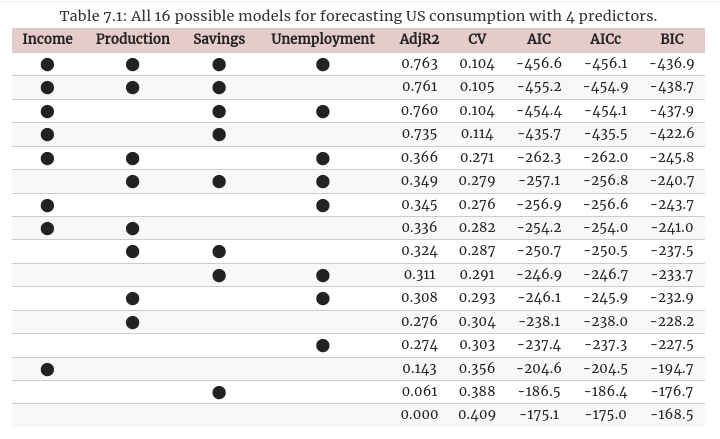 Table 7.1: All 16 possible models for forecasting US consumption with 4 predictors.
Income Production Savings Unemployment AdjR2 CV AIC AICc BIC
● ● ● ● 0.763 0.104 -456.6 -456.1 -436.9
● ● ● 0.761 0.105 -455.2 -454.9 -438.7
● ● ● 0.760 0.104 -454.4 -454.1 -437.9
● ● 0.735 0.114 -435.7 -435.5 -422.6
● ● ● 0.366 0.271 -262.3 -262.0 -245.8
● ● ● 0.349 0.279 -257.1 -256.8 -240.7
● ● 0.345 0.276 -256.9 -256.6 -243.7
● ● 0.336 0.282 -254.2 -254.0 -241.0
● ● 0.324 0.287 -250.7 -250.5 -237.5
● ● 0.311 0.291 -246.9 -246.7 -233.7
● ● 0.308 0.293 -246.1 -245.9 -232.9
● 0.276 0.304 -238.1 -238.0 -228.2
● 0.274 0.303 -237.4 -237.3 -227.5
● 0.143 0.356 -204.6 -204.5 -194.7
● 0.061 0.388 -186.5 -186.4 -176.7
0.000 0.409 -175.1 -175.0 -168.5